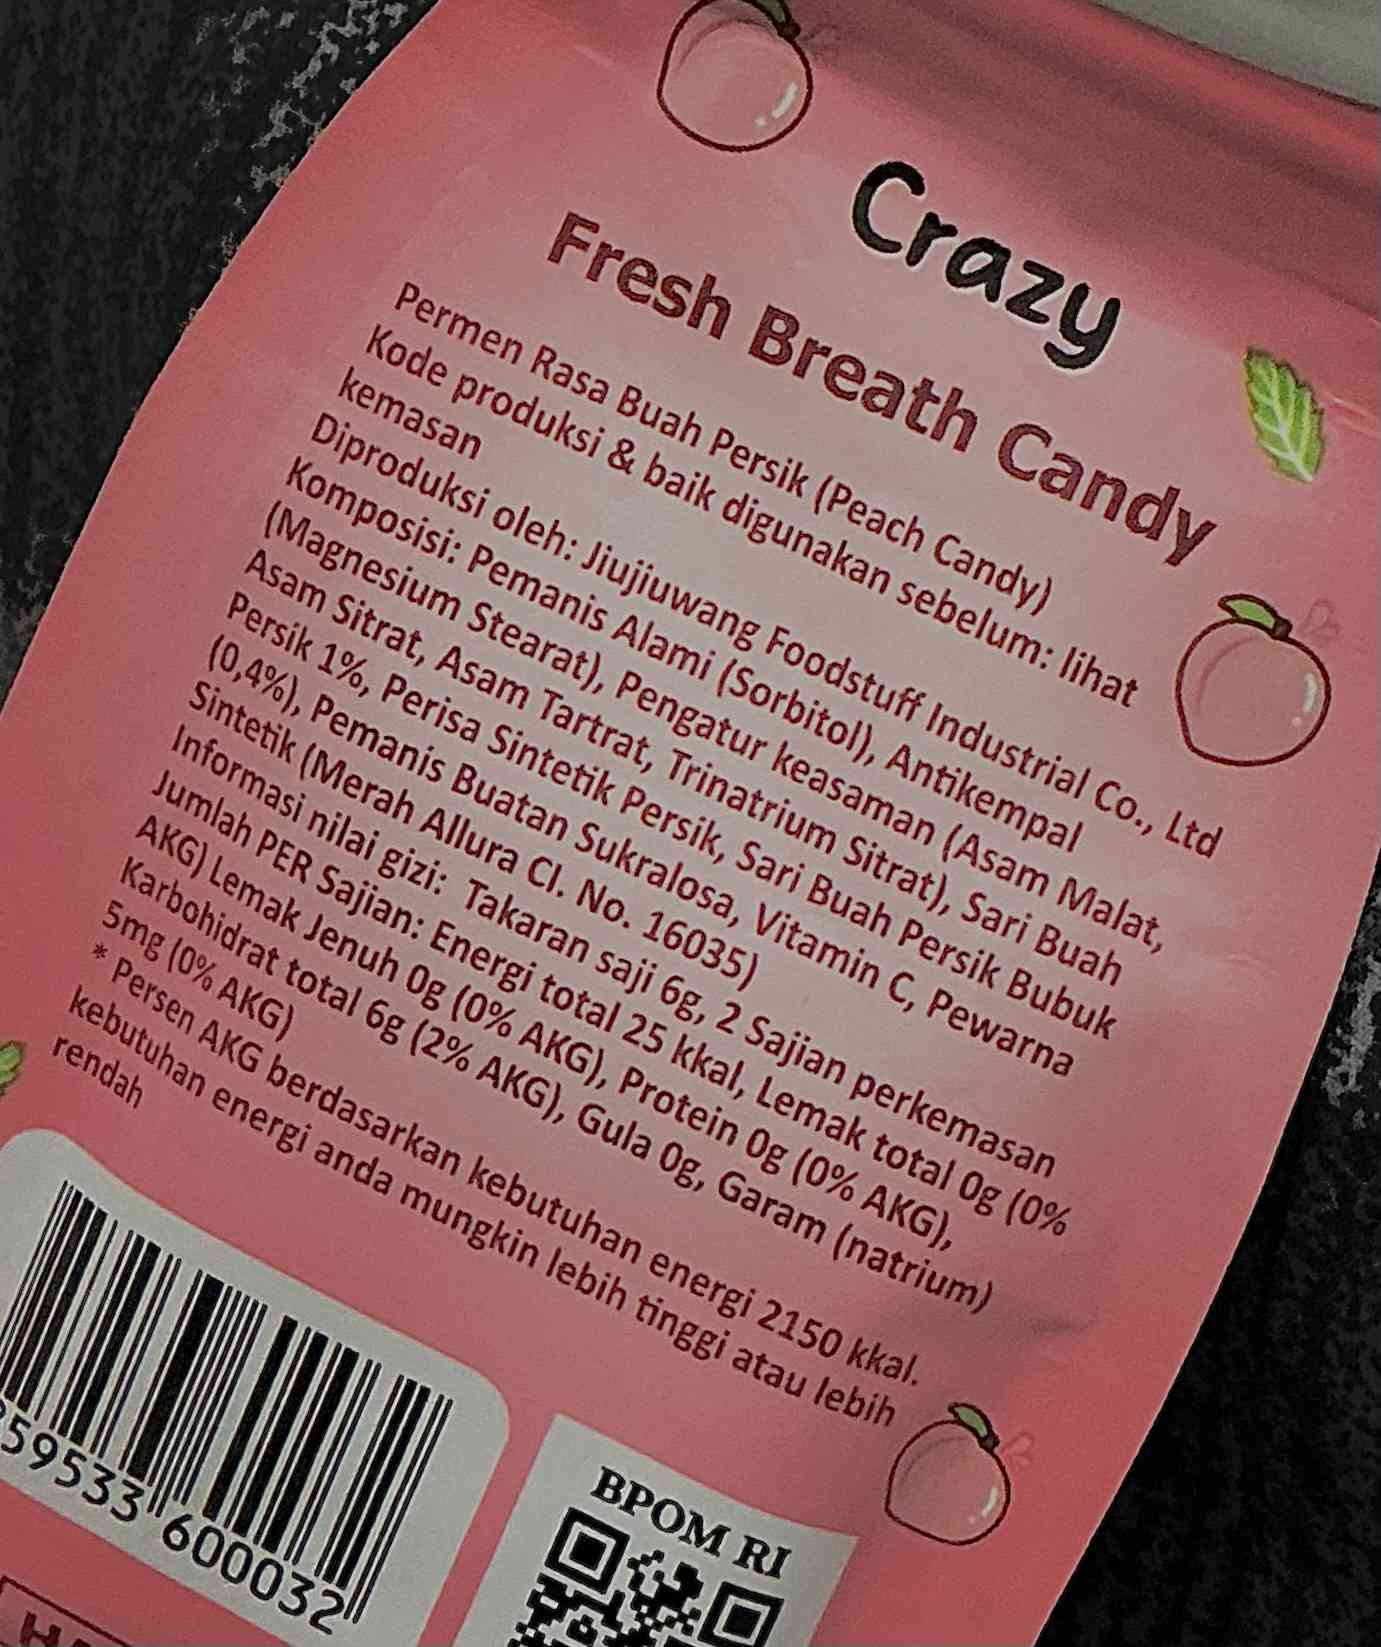 Crazy
Fresh Breath Candy
Permen Rasa Buah Persik (Peach Candy)
Kode produksi & baik digunakan sebelum: lihat
kemasan
Diproduksi oleh: Jiujiuwang Foodstuff Industrial Co., Ltd
Komposisi: Pemanis Alami (Sorbitol), Antikempal
(Magnesium Stearat), Pengatur keasaman (Asam Malat,
Asam Sitrat, Asam Tartrat, Trinatrium Sitrat), Sari Buah
Persik 1%, Perisa Sintetik Persik, Sari Buah Persik Bubuk
(0,4%), Pemanis Buatan Sukralosa, Vitamin C, Pewarna
Sintetik (Merah Allura CI. No. 16035)
Informasi nilai gizi: Takaran saji 6g, 2 Sajian perkemasan
Jumlah PER Sajian: Energi total 25 kkal, Lemak total 0g (0%
AKG) Lemak Jenuh 0g (0% AKG), Protein 0g (0% AKG),
Karbohidrat total 6g (2% AKG), Gula 0g, Garam (natrium)
5mg (0% AKG)
* Persen AKG berdasarkan kebutuhan energi 2150 kkal.
kebutuhan energi anda mungkin lebih tinggi atau lebih
rendah
59533 600032
BPOM RI